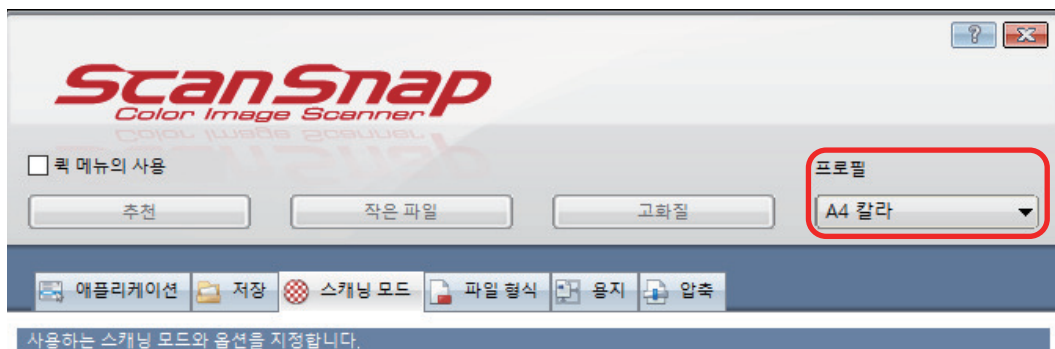 ScanSnap
Color Image Scanner
퀵 메뉴의 사용
프로필
추천 작은 파일 고화질 A4 칼라
애플리케이션 저장 스캐닝 모드 파일 형식 용지 압축
사용하는 스캐닝 모드와 옵션을 지정합니다.